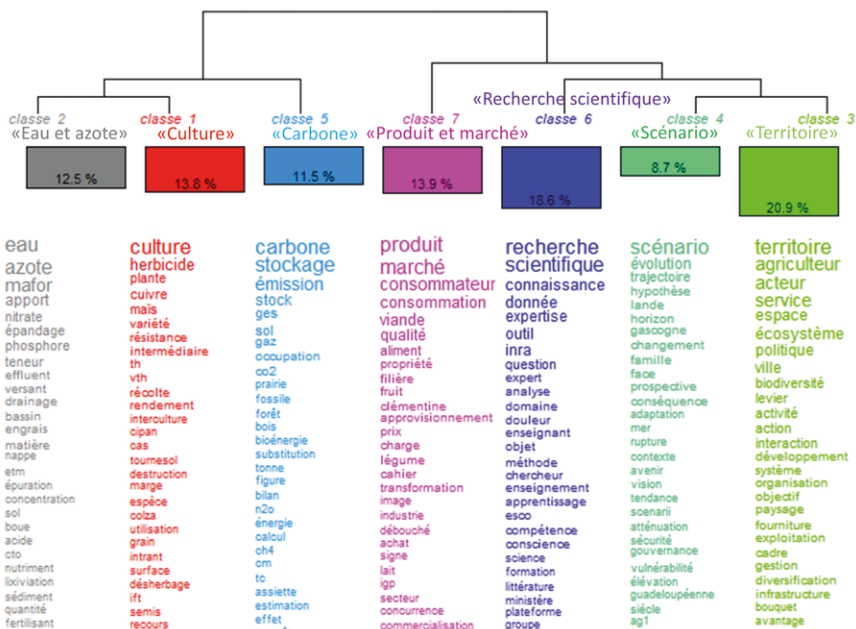 «Recherche scientifique»
classe 2 classe 1 classe 5 classe 7 classe 6 classe 4 classe 3
«Eau et azote» «Culture» «Carbone» «Produit et marché» «Scénario» «Territoire»
12.5 % 13.8 % 11.5 % 13.9 % 18.6 % 8.7 % 20.9 %
eau
azote
mafor
apport
nitrate
épandage
phosphore
teneur
effluent
versant
drainage
bassin
engrais
matière
nappe
etm
épuration
concentration
sol
boue
acide
cto
nutriment
lixiviation
sédiment
quantité
fertilisant
culture
herbicide
plante
cuivre
maïs
variété
résistance
intermédiaire
th
vth
récolte
rendement
interculture
cipan
cas
tournesol
destruction
marge
espèce
colza
utilisation
grain
intrant
surface
désherbage
ift
semis
recours
carbone
stockage
émission
stock
ges
sol
gaz
occupation
co2
prairie
fossile
forêt
bois
bioénergie
substitution
tonne
figure
bilan
n2o
énergie
calcul
ch4
cm
tc
assiette
estimation
effet
produit
marché
consommateur
consommation
viande
qualité
aliment
propriété
filière
fruit
clémentine
approvisionnement
prix
charge
légume
cahier
transformation
image
industrie
débouché
achat
signe
lait
igp
secteur
concurrence
commercialisation
recherche
scientifique
connaissance
donnée
expertise
outil
inra
question
expert
analyse
domaine
douleur
enseignant
objet
méthode
chercheur
enseignement
apprentissage
esco
compétence
conscience
science
formation
littérature
ministère
plateforme
groupe
scénario
évolution
trajectoire
hypothèse
lande
horizon
gascogne
changement
famille
face
prospective
conséquence
adaptation
mer
rupture
contexte
avenir
vision
tendance
scenarii
atténuation
sécurité
gouvernance
vulnérabilité
élévation
guadeloupéenne
siècle
ag1
territoire
agriculteur
acteur
service
espace
écosystème
politique
ville
biodiversité
levier
activité
action
interaction
développement
système
organisation
objectif
paysage
fourniture
exploitation
cadre
gestion
diversification
infrastructure
bouquet
avantage